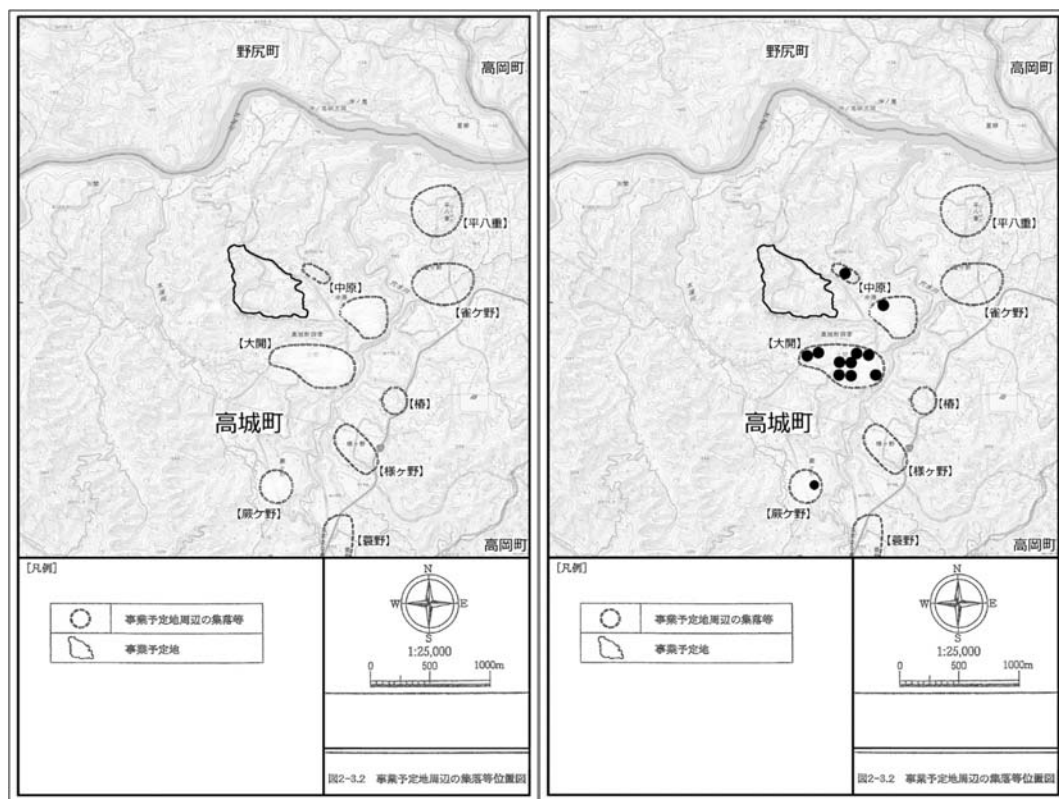 野尻町
高岡町
【平八重】
【中原】
【雀ケ野】
【大開】
【椿】
高城町
【様ケ野】
【蕨ケ野】
【蓑野】
高岡町
[凡例]
事業予定地周辺の集落等
事業予定地
N
W
E
S
1:25,000
0 500 1000m
図2-3.2 事業予定地周辺の集落等位置図
野尻町
高岡町
【平八重】
【中原】
【雀ケ野】
【大開】
【椿】
高城町
【様ケ野】
【蕨ケ野】
【蓑野】
高岡町
[凡例]
事業予定地周辺の集落等
事業予定地
N
W
E
S
1:25,000
0 500 1000m
図2-3.2 事業予定地周辺の集落等位置図